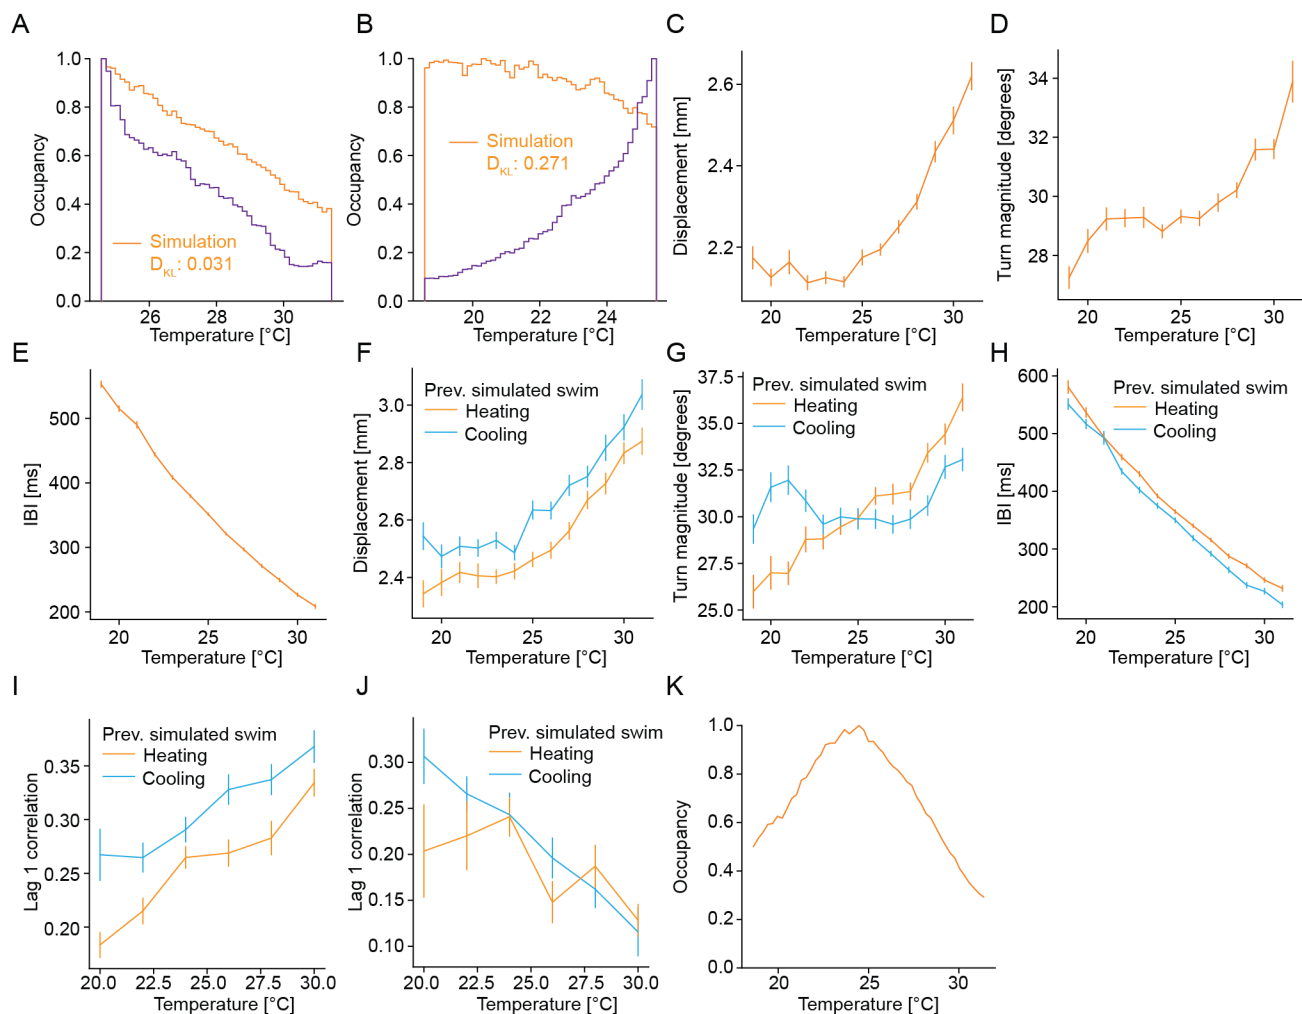 A
Occupancy
1.0
0.8
0.6
0.4
0.2
0.0
Simulation
D_KL: 0.031
26
28
30
Temperature [°C]
B
Occupancy
1.0
0.8
0.6
0.4
0.2
0.0
Simulation
D_KL: 0.271
20
22
24
Temperature [°C]
C
Displacement [mm]
2.6
2.4
2.2
20
25
30
Temperature [°C]
D
Turn magnitude [degrees]
34
32
30
28
20
25
30
Temperature [°C]
E
IBI [ms]
500
400
300
200
20
25
30
Temperature [°C]
F
Displacement [mm]
3.0
2.8
2.6
2.4
Prev. simulated swim
Heating
Cooling
20
25
30
Temperature [°C]
G
Turn magnitude [degrees]
37.5
35.0
32.5
30.0
27.5
25.0
Prev. simulated swim
Heating
Cooling
20
25
30
Temperature [°C]
H
IBI [ms]
600
500
400
300
200
Prev. simulated swim
Heating
Cooling
20
25
30
Temperature [°C]
I
Lag 1 correlation
0.35
0.30
0.25
0.20
Prev. simulated swim
Heating
Cooling
20.0
22.5
25.0
27.5
30.0
Temperature [°C]
J
Lag 1 correlation
0.30
0.25
0.20
0.15
0.10
Prev. simulated swim
Heating
Cooling
20.0
22.5
25.0
27.5
30.0
Temperature [°C]
K
Occupancy
1.0
0.8
0.6
0.4
0.2
0.0
20
25
30
Temperature [°C]